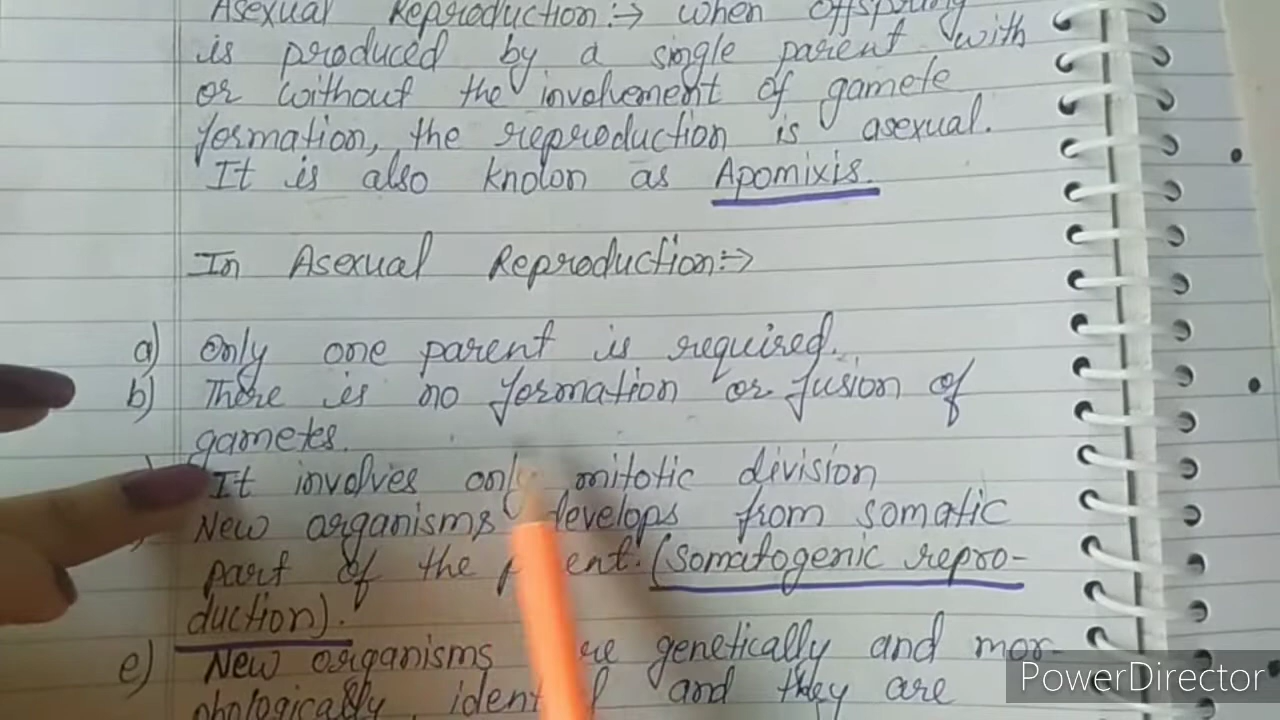 Asexual Reproduction:→ when offspring
is produced by a single parent with
or without the involvement of gamete
formation, the reproduction is asexual.
It is also known as Apomixis.
In Asexual Reproduction:→
a) Only one parent is required.
b) There is no formation or fusion of
gametes.
It involves only mitotic division
New organisms develops from somatic
part of the parent. (somatogenic repro-
duction).
e) New organisms are genetically and mor-
phologically identical and they are
PowerDirector